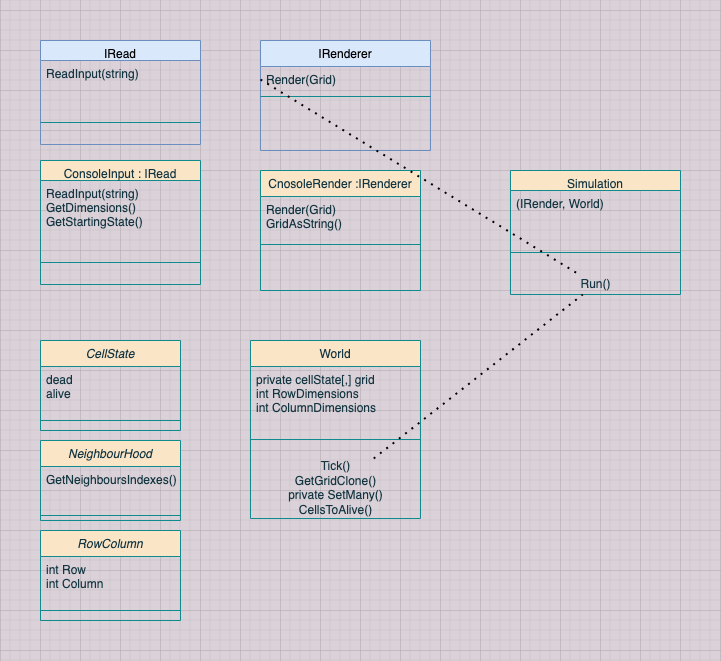 IRead
ReadInput(string)
IRenderer
Render(Grid)
ConsoleInput : IRead
ReadInput(string)
GetDimensions()
GetStartingState()
CnosoleRender :IRenderer
Render(Grid)
GridAsString()
Simulation
(IRender, World)
Run()
CellState
dead
alive
World
private cellState[,] grid
int RowDimensions
int ColumnDimensions
Tick()
GetGridClone()
private SetMany()
CellsToAlive()
NeighbourHood
GetNeighboursIndexes()
RowColumn
int Row
int Column